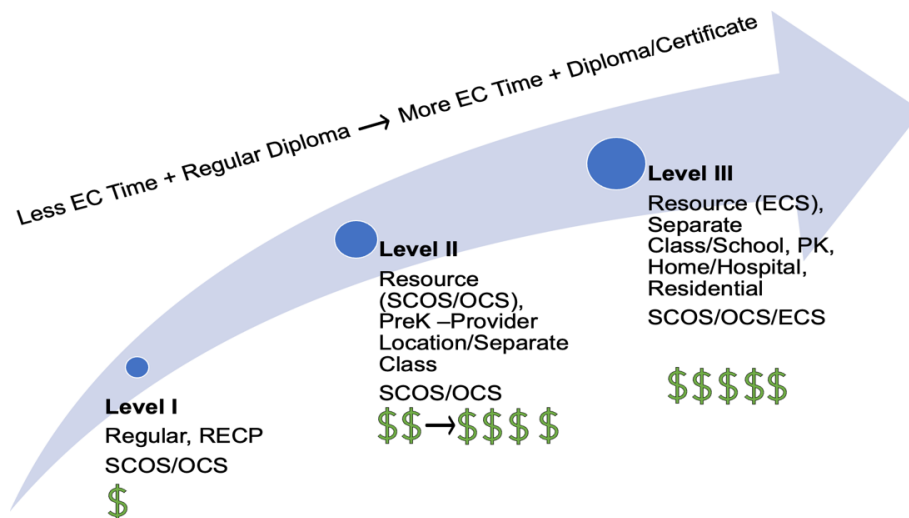 Less EC Time + Regular Diploma → More EC Time + Diploma/Certificate
Level I
Regular, RECP
SCOS/OCS
$
Level II
Resource
(SCOS/OCS),
PreK –Provider
Location/Separate
Class
SCOS/OCS
$$→$$$$
Level III
Resource (ECS),
Separate
Class/School, PK,
Home/Hospital,
Residential
SCOS/OCS/ECS
$$$$$